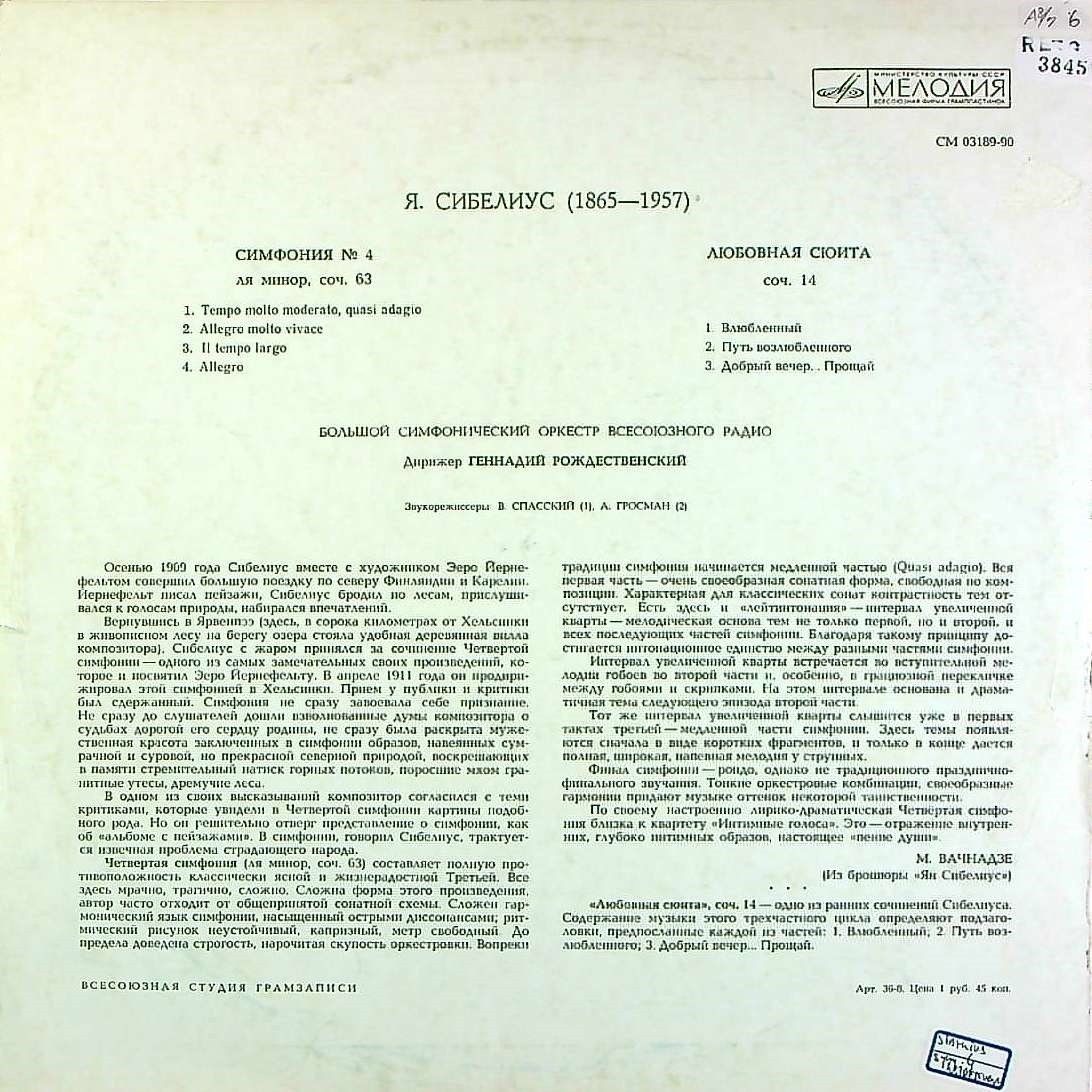 А8/7 6
3845
МИНИСТЕРСТВО КУЛЬТУРЫ СССР
МЕЛОДИЯ
ВСЕСОЮЗНАЯ ФИРМА ГРАМПЛАСТИНОК
СМ 03189-90
Я. СИБЕЛИУС (1865—1957)
СИМФОНИЯ № 4
ля минор, соч. 63
1. Tempo molto moderato, quasi adagio
2. Allegro molto vivace
3. Il tempo largo
4. Allegro
ЛЮБОВНАЯ СЮИТА
соч. 14
1. Влюбленный
2. Путь возлюбленного
3. Добрый вечер. . Прощай
БОЛЬШОЙ СИМФОНИЧЕСКИЙ ОРКЕСТР ВСЕСОЮЗНОГО РАДИО
Дирижер ГЕННАДИЙ РОЖДЕСТВЕНСКИЙ
Звукорежиссеры В. СПАССКИЙ (1), А. ГРОСМАН (2)
Осенью 1909 года Сибелиус вместе с художником Ээро Йерне-
фельтом совершил большую поездку по северу Финляндии и Карелии.
Йернефельт писал пейзажи, Сибелиус бродил по лесам, прислуши-
вался к голосам природы, набирался впечатлений.
Вернувшись в Ярвенпээ (здесь, в сорока километрах от Хельсинки
в живописном лесу на берегу озера стояла удобная деревянная вилла
композитора), Сибелиус с жаром принялся за сочинение Четвертой
симфонии — одного из самых замечательных своих произведений, ко-
торое и посвятил Ээро Йернефельту. В апреле 1911 года он продири-
жировал этой симфонией в Хельсинки. Прием у публики и критики
был сдержанный. Симфония не сразу завоевала себе признание.
Не сразу до слушателей дошли взволнованные думы композитора о
судьбах дорогой его сердцу родины, не сразу была раскрыта муже-
ственная красота заключенных в симфонии образов, навеянных сум-
рачной и суровой, но прекрасной северной природой, воскрешающих
в памяти стремительный натиск горных потоков, поросшие мхом гра-
нитные утесы, дремучие леса.
В одном из своих высказываний композитор согласился с теми
критиками, которые увидели в Четвертой симфонии картины подоб-
ного рода. Но он решительно отверг представление о симфонии, как
об «альбоме с пейзажами». В симфонии, говорил Сибелиус, трактует-
ся извечная проблема страдающего народа.
Четвертая симфония (ля минор, соч. 63) составляет полную про-
тивоположность классически ясной и жизнерадостной Третьей. Все
здесь мрачно, трагично, сложно. Сложна форма этого произведения,
автор часто отходит от общепринятой сонатной схемы. Сложен гар-
монический язык симфонии, насыщенный острыми диссонансами; рит-
мический рисунок неустойчивый, капризный, метр свободный. До
предела доведена строгость, нарочитая скупость оркестровки. Вопреки
традиции симфония начинается медленной частью (Quasi adagio). Вся
первая часть — очень своеобразная сонатная форма, свободная по ком-
позиции. Характерная для классических сонат контрастность тем от-
сутствует. Есть здесь и «лейтинтонация» — интервал увеличенной
кварты — мелодическая основа тем не только первой, но и второй, и
всех последующих частей симфонии. Благодаря такому принципу до-
стигается интонационное единство между разными частями симфонии.
Интервал увеличенной кварты встречается во вступительной ме-
лодии гобоев во второй части и, особенно, в грациозной перекличке
между гобоями и скрипками. На этом интервале основана и драма-
тичная тема следующего эпизода второй части.
Тот же интервал увеличенной кварты слышится уже в первых
тактах третьей — медленной части симфонии. Здесь темы появля-
ются сначала в виде коротких фрагментов, и только в конце дается
полная, широкая, напевная мелодия у струнных.
Финал симфонии — рондо, однако не традиционного празднично-
финального звучания. Тонкие оркестровые комбинации, своеобразные
гармонии придают музыке оттенок некоторой таинственности.
По своему настроению лирико-драматическая Четвёртая симфо-
ния близка к квартету «Интимные голоса». Это — отражение внутрен-
них, глубоко интимных образов, настоящее «пение души».
М. ВАЧНАДЗЕ
(Из брошюры «Ян Сибелиус»)
• • •
«Любовная сюита», соч. 14 — одно из ранних сочинений Сибелиуса.
Содержание музыки этого трехчастного цикла определяют подзаго-
ловки, предпосланные каждой из частей: 1. Влюбленный; 2. Путь воз-
любленного; 3. Добрый вечер... Прощай.
ВСЕСОЮЗНАЯ СТУДИЯ ГРАМЗАПИСИ
Арт. 36-8. Цена 1 руб. 45 коп.